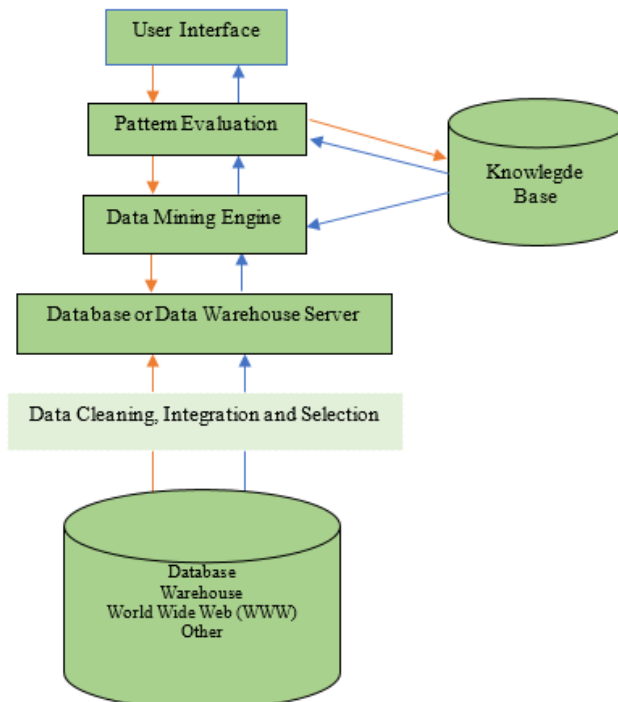 User Interface
Pattern Evaluation
Knowlegde
Base
Data Mining Engine
Database or Data Warehouse Server
Data Cleaning, Integration and Selection
Database
Warehouse
World Wide Web (WWW)
Other